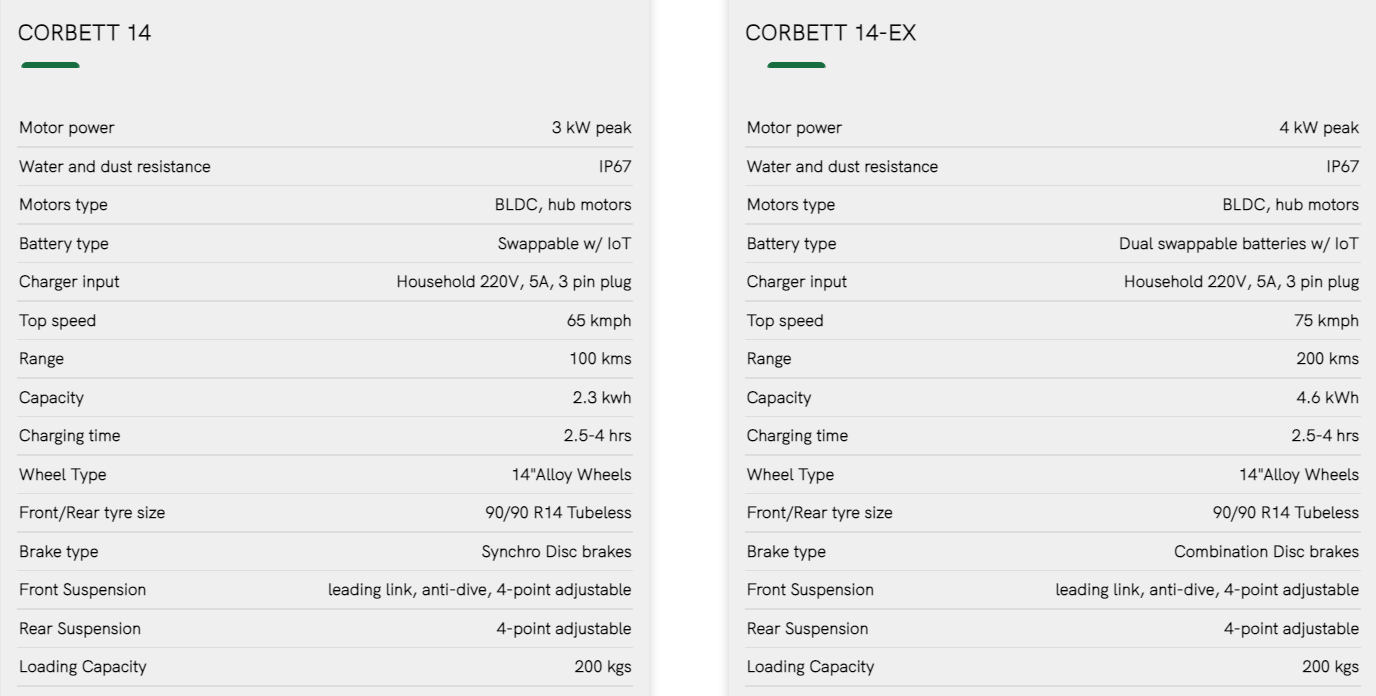 CORBETT 14
Motor power 3 kW peak
Water and dust resistance IP67
Motors type BLDC, hub motors
Battery type Swappable w/ IoT
Charger input Household 220V, 5A, 3 pin plug
Top speed 65 kmph
Range 100 kms
Capacity 2.3 kwh
Charging time 2.5-4 hrs
Wheel Type 14"Alloy Wheels
Front/Rear tyre size 90/90 R14 Tubeless
Brake type Synchro Disc brakes
Front Suspension leading link, anti-dive, 4-point adjustable
Rear Suspension 4-point adjustable
Loading Capacity 200 kgs
CORBETT 14-EX
Motor power 4 kW peak
Water and dust resistance IP67
Motors type BLDC, hub motors
Battery type Dual swappable batteries w/ IoT
Charger input Household 220V, 5A, 3 pin plug
Top speed 75 kmph
Range 200 kms
Capacity 4.6 kWh
Charging time 2.5-4 hrs
Wheel Type 14"Alloy Wheels
Front/Rear tyre size 90/90 R14 Tubeless
Brake type Combination Disc brakes
Front Suspension leading link, anti-dive, 4-point adjustable
Rear Suspension 4-point adjustable
Loading Capacity 200 kgs